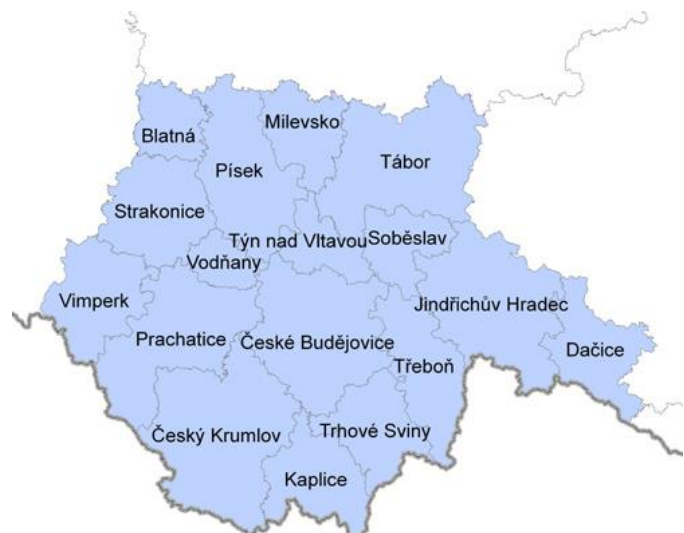 Milevsko
Blatná
Tábor
Písek
Strakonice
Týn nad Vltavou
Soběslav
Vodňany
Vimperk
Jindřichův Hradec
Prachatice
České Budějovice
Dačice
Třeboň
Český Krumlov
Trhové Sviny
Kaplice